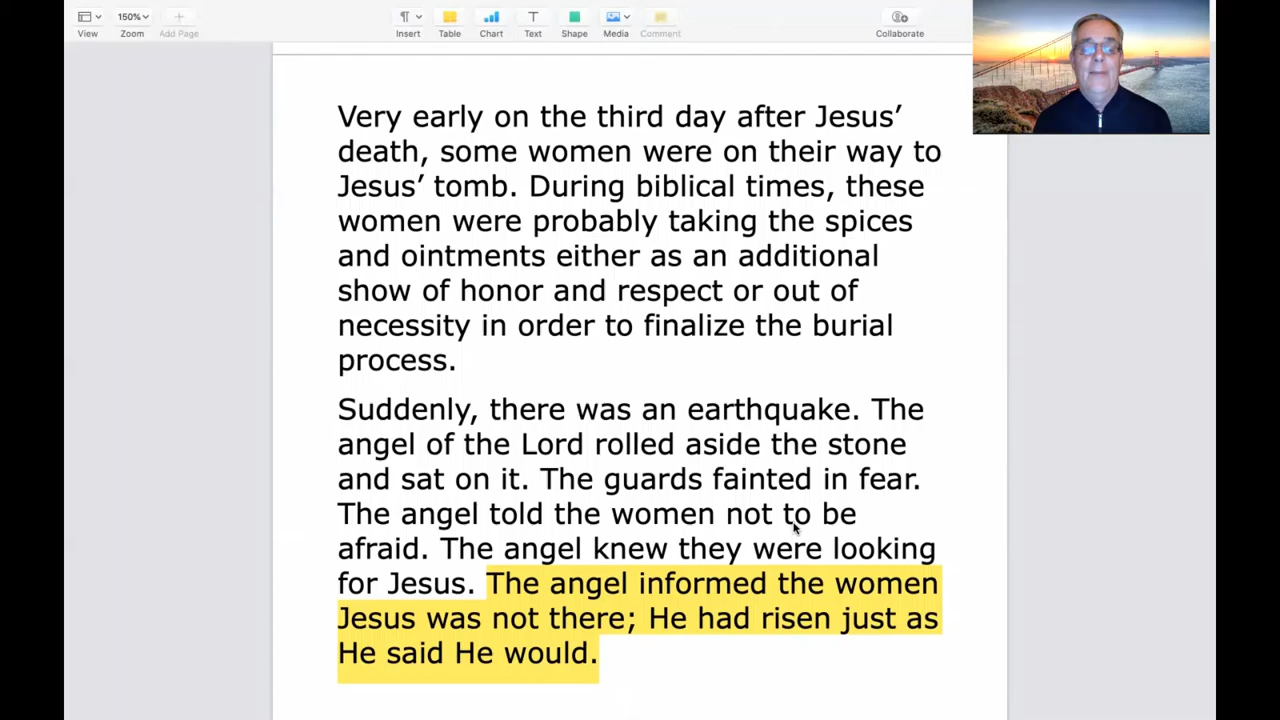 150%
View
Zoom
Add Page
Insert
Table
Chart
Text
Shape
Media
Comment
Collaborate
Very early on the third day after Jesus’
death, some women were on their way to
Jesus’ tomb. During biblical times, these
women were probably taking the spices
and ointments either as an additional
show of honor and respect or out of
necessity in order to finalize the burial
process.
Suddenly, there was an earthquake. The
angel of the Lord rolled aside the stone
and sat on it. The guards fainted in fear.
The angel told the women not to be
afraid. The angel knew they were looking
for Jesus. The angel informed the women
Jesus was not there; He had risen just as
He said He would.